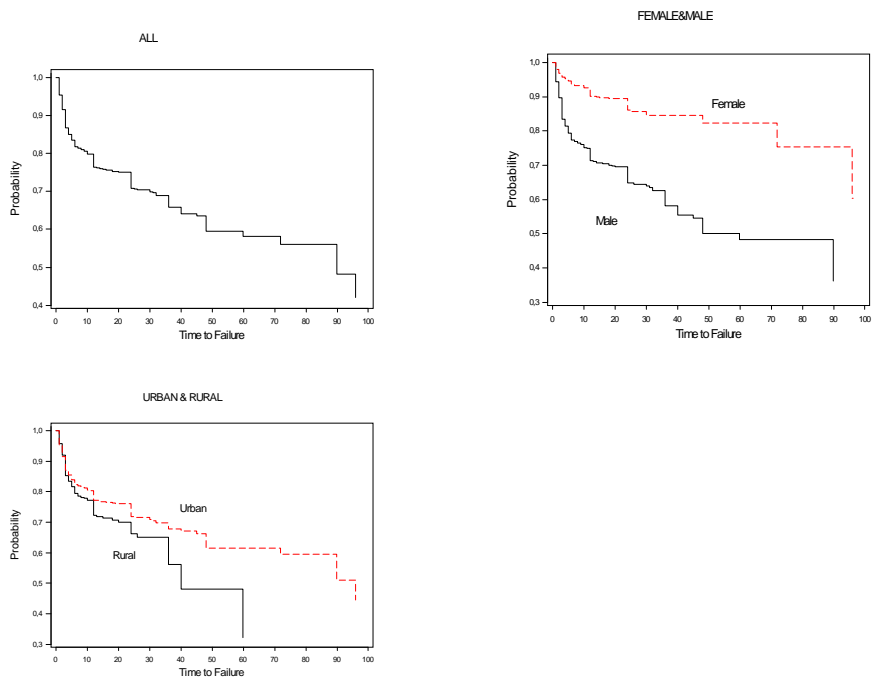 ALL
1,0
0,9
0,8
0,7
0,6
0,5
0,4
Probability
0 10 20 30 40 50 60 70 80 90 100
Time to Failure
FEMALE&MALE
1,0
0,9
0,8
0,7
0,6
0,5
0,4
0,3
Probability
Female
Male
0 10 20 30 40 50 60 70 80 90 100
Time to Failure
URBAN & RURAL
1,0
0,9
0,8
0,7
0,6
0,5
0,4
0,3
Probability
Urban
Rural
0 10 20 30 40 50 60 70 80 90 100
Time to Failure